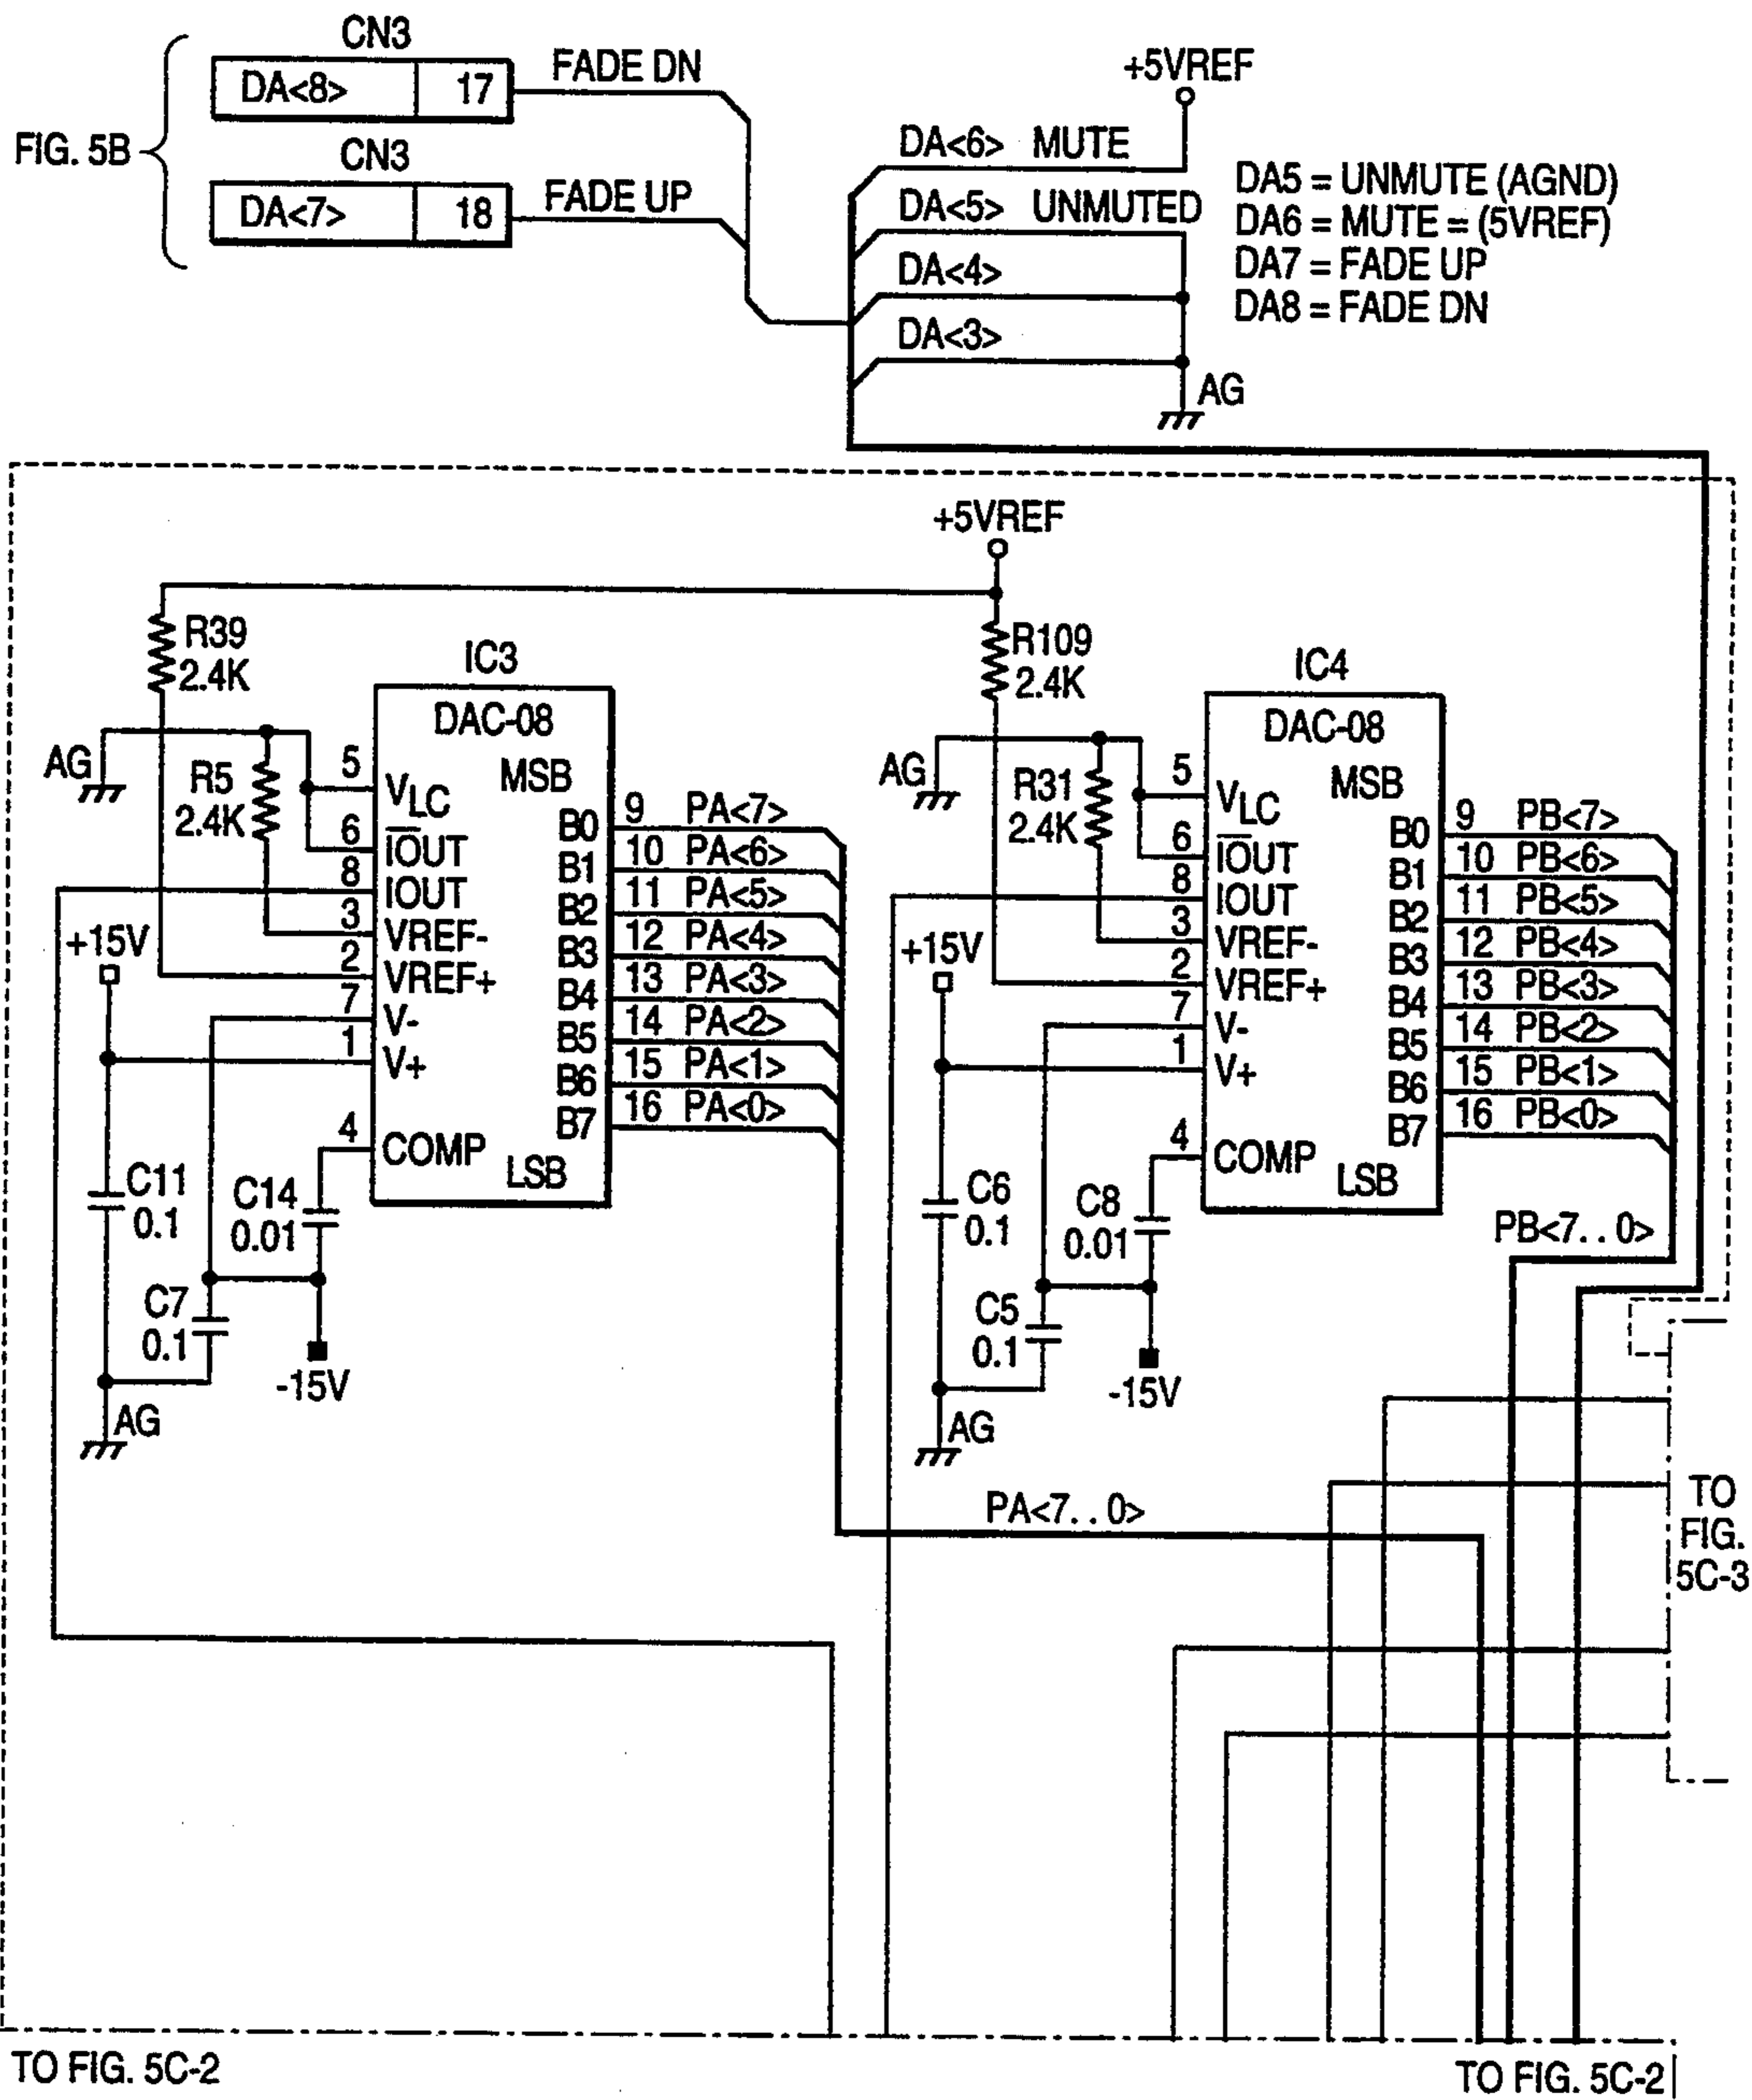 CN3
DA<8> 17 FADE DN
FIG. 5B
CN3
DA<7> 18 FADE UP
+5VREF
DA<6> MUTE
DA<5> UNMUTED
DA<4>
DA<3>
AG
DA5 = UNMUTE (AGND)
DA6 = MUTE = (5VREF)
DA7 = FADE UP
DA8 = FADE DN
+5VREF
R39
2.4K
IC3
DAC-08
AG
R5
2.4K
MSB
5 VLC
6 IOUT
8 IOUT
3 VREF-
2 VREF+
7 V-
1 V+
4 COMP
B0 9 PA<7>
B1 10 PA<6>
B2 11 PA<5>
B3 12 PA<4>
B4 13 PA<3>
B5 14 PA<2>
B6 15 PA<1>
B7 16 PA<0>
LSB
+15V
C11
0.1
C14
0.01
C7
0.1
-15V
AG
R109
2.4K
IC4
DAC-08
AG
R31
2.4K
MSB
5 VLC
6 IOUT
8 IOUT
3 VREF-
2 VREF+
7 V-
1 V+
4 COMP
B0 9 PB<7>
B1 10 PB<6>
B2 11 PB<5>
B3 12 PB<4>
B4 13 PB<3>
B5 14 PB<2>
B6 15 PB<1>
B7 16 PB<0>
LSB
+15V
C6
0.1
C8
0.01
C5
0.1
-15V
AG
PB<7. . 0>
PA<7. . 0>
TO
FIG.
5C-3
TO FIG. 5C-2
TO FIG. 5C-2